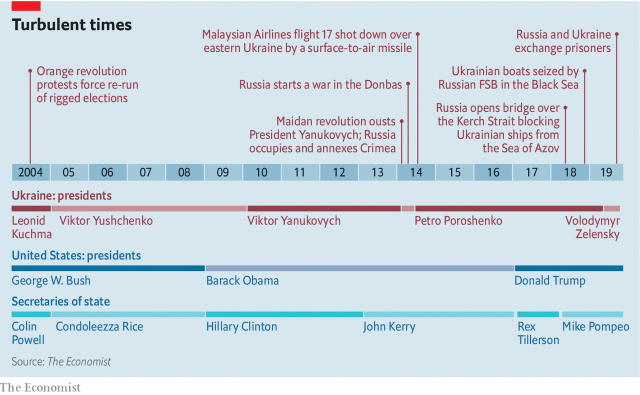 Turbulent times
Malaysian Airlines flight 17 shot down over
eastern Ukraine by a surface-to-air missile
Russia and Ukraine
exchange prisoners
Orange revolution
protests force re-run
of rigged elections
Russia starts a war in the Donbas
Ukrainian boats seized by
Russian FSB in the Black Sea
Maidan revolution ousts
President Yanukovych; Russia
occupies and annexes Crimea
Russia opens bridge over
the Kerch Strait blocking
Ukrainian ships from
the Sea of Azov
2004 05 06 07 08 09 10 11 12 13 14 15 16 17 18 19
Ukraine: presidents
Leonid
Kuchma
Viktor Yushchenko
Viktor Yanukovych
Petro Poroshenko
Volodymyr
Zelensky
United States: presidents
George W. Bush
Barack Obama
Donald Trump
Secretaries of state
Colin
Powell
Condoleezza Rice
Hillary Clinton
John Kerry
Rex
Tillerson
Mike Pompeo
Source: The Economist
The Economist